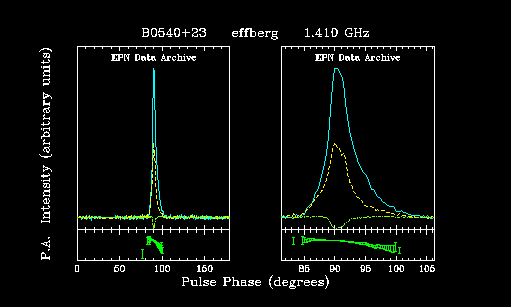 B0540+23 effberg 1.410 GHz
EPN Data Archive EPN Data Archive
P.A. Intensity (arbitrary units)
0 50 100 150 85 90 95 100 105
Pulse Phase (degrees)